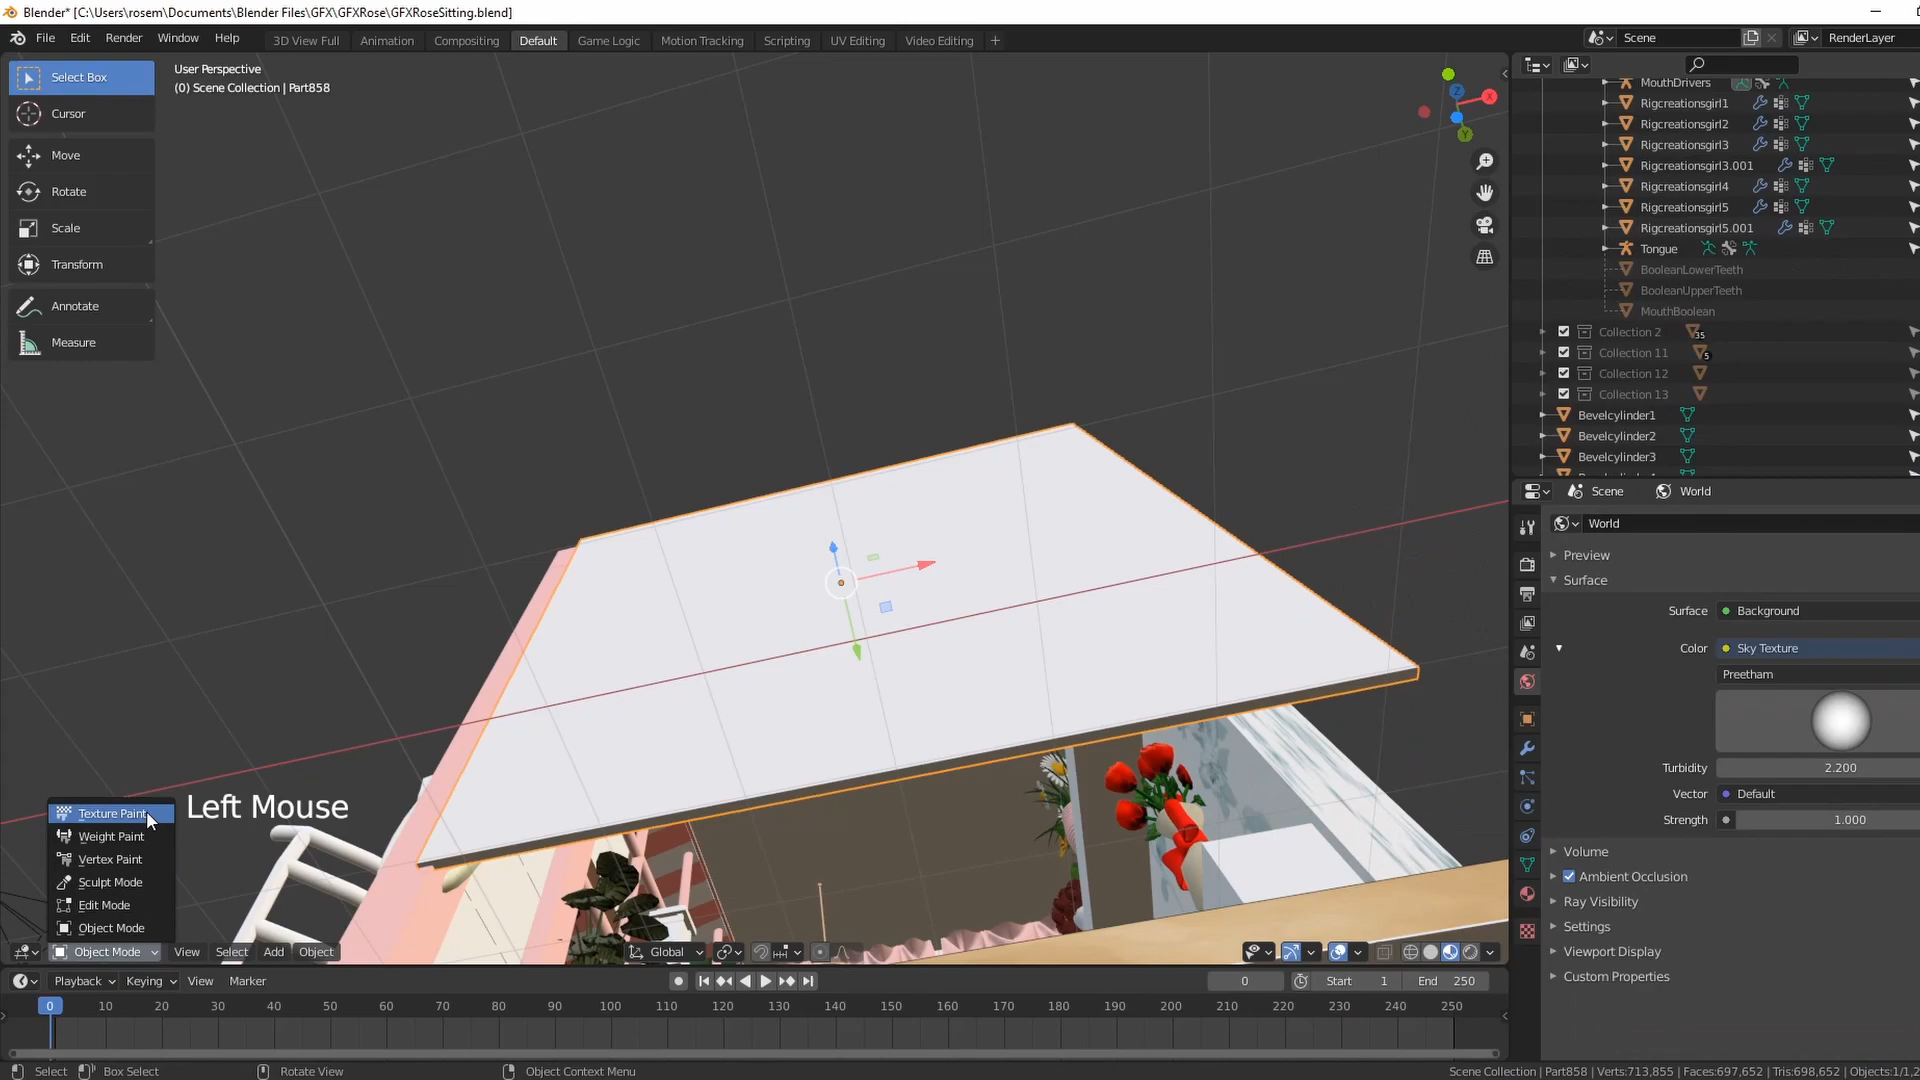 Blender* [C:\Users\rosem\Documents\Blender Files\GFX\GFXRose\GFXRoseSitting.blend]
File Edit Render Window Help 3D View Full Animation Compositing Default Game Logic Motion Tracking Scripting UV Editing Video Editing + Scene RenderLayer
Select Box
Cursor
Move
Rotate
Scale
Transform
Annotate
Measure
User Perspective
(0) Scene Collection | Part858
Z
X
Y
MouthDrivers
Rigcreationsgirl1
Rigcreationsgirl2
Rigcreationsgirl3
Rigcreationsgirl3.001
Rigcreationsgirl4
Rigcreationsgirl5
Rigcreationsgirl5.001
Tongue
BooleanLowerTeeth
BooleanUpperTeeth
MouthBoolean
Collection 2 35
Collection 11 5
Collection 12
Collection 13
Bevelcylinder1
Bevelcylinder2
Bevelcylinder3
Scene World
World
Preview
Surface
Surface Background
Color Sky Texture
Preetham
Turbidity 2.200
Vector Default
Strength 1.000
Volume
Ambient Occlusion
Ray Visibility
Settings
Viewport Display
Custom Properties
Left Mouse
Texture Paint
Weight Paint
Vertex Paint
Sculpt Mode
Edit Mode
Object Mode
Object Mode View Select Add Object Global
Playback Keying View Marker 0 Start 1 End 250
0 10 20 30 40 50 60 70 80 90 100 110 120 130 140 150 160 170 180 190 200 210 220 230 240 250
Select Box Select Rotate View Object Context Menu Scene Collection | Part858 | Verts:713,855 | Faces:697,652 | Tris:698,652 | Objects:1/1,2